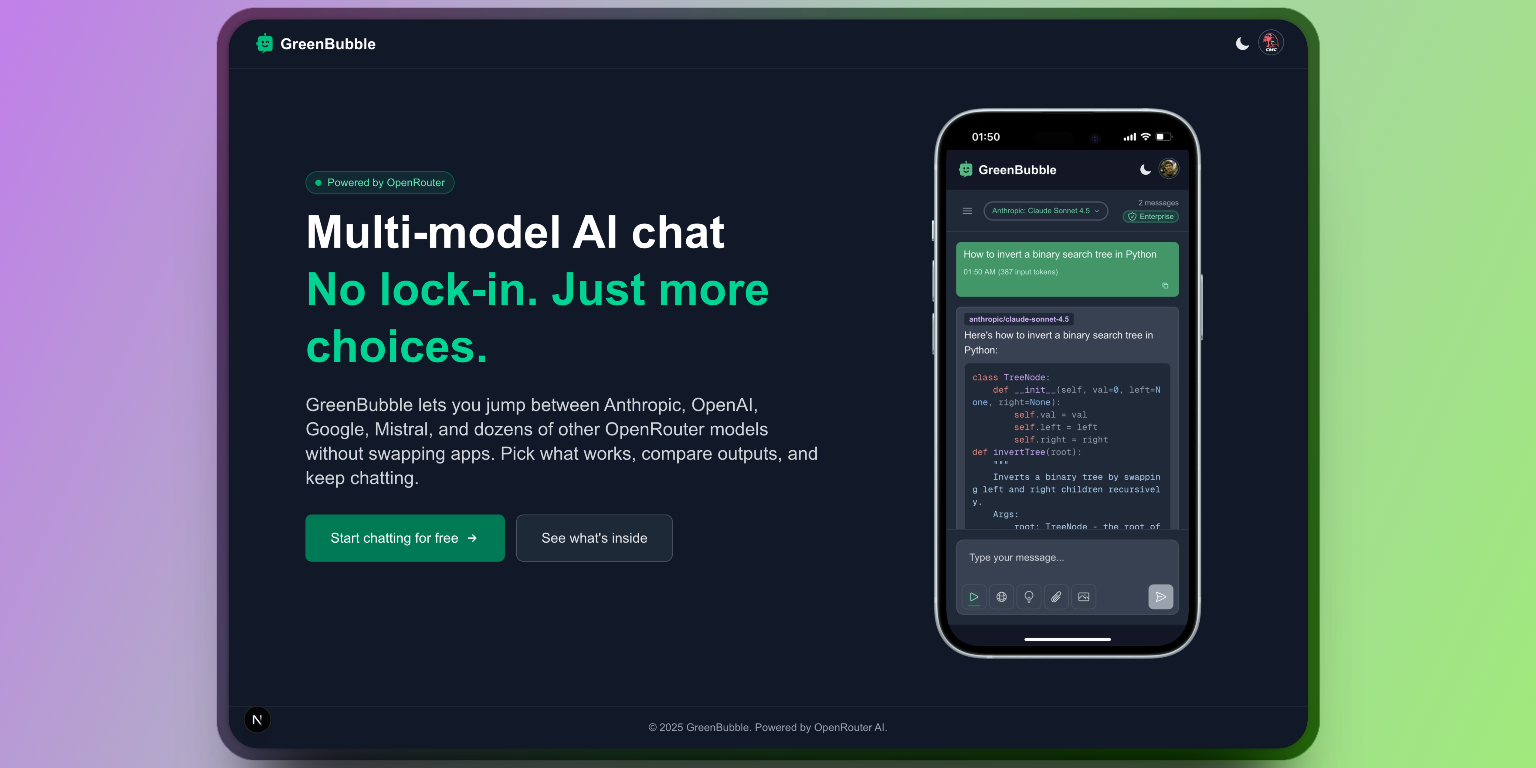 GreenBubble
CMC
Powered by OpenRouter
Multi-model AI chat
No lock-in. Just more
choices.
GreenBubble lets you jump between Anthropic, OpenAI,
Google, Mistral, and dozens of other OpenRouter models
without swapping apps. Pick what works, compare outputs, and
keep chatting.
Start chatting for free →
See what's inside
01:50
GreenBubble
Anthropic: Claude Sonnet 4.5
2 messages
Enterprise
How to invert a binary search tree in Python
01:50 AM (387 input tokens)
anthropic/claude-sonnet-4.5
Here's how to invert a binary search tree in
Python:
class TreeNode:
    def __init__(self, val=0, left=N
one, right=None):
        self.val = val
        self.left = left
        self.right = right
def invertTree(root):
    """
    Inverts a binary tree by swappin
g left and right children recursivel
y.
    Args:
        root: TreeNode - the root of
Type your message...
N
© 2025 GreenBubble. Powered by OpenRouter AI.